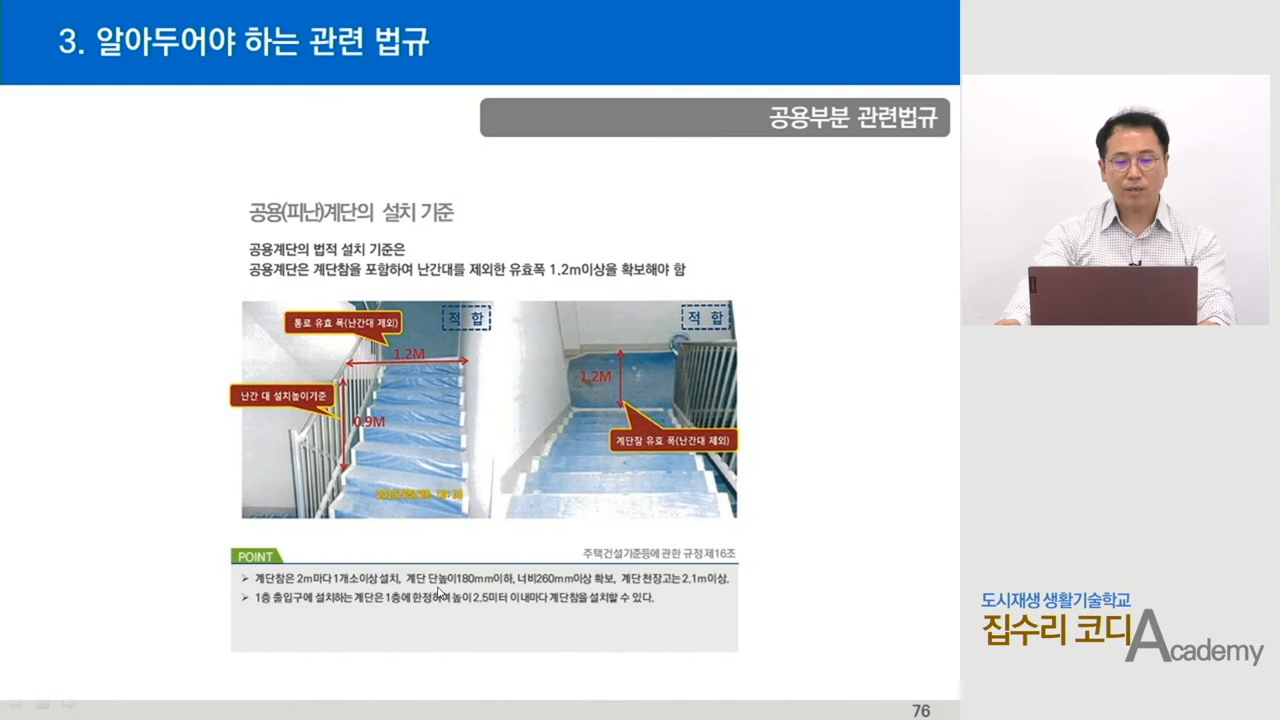 3. 알아두어야 하는 관련 법규
공용부분 관련법규
공용(피난)계단의 설치 기준
공용계단의 법적 설치 기준은
공용계단은 계단참을 포함하여 난간대를 제외한 유효폭 1.2m이상을 확보해야 함
통로 유효 폭(난간대 제외)
적 합
1.2M
난간 대 설치높이기준
0.9M
적 합
1.2M
계단참 유효 폭(난간대 제외)
POINT
주택건설기준등에 관한 규정 제16조
➢ 계단참은 2m마다 1개소이상 설치, 계단 단높이180mm이하, 너비260mm이상 확보, 계단 천장고는 2.1m이상.
➢ 1층 출입구에 설치하는 계단은 1층에 한정하여 높이 2.5미터 이내마다 계단참을 설치할 수 있다.
76
도시재생 생활기술학교
집수리 코디 Academy